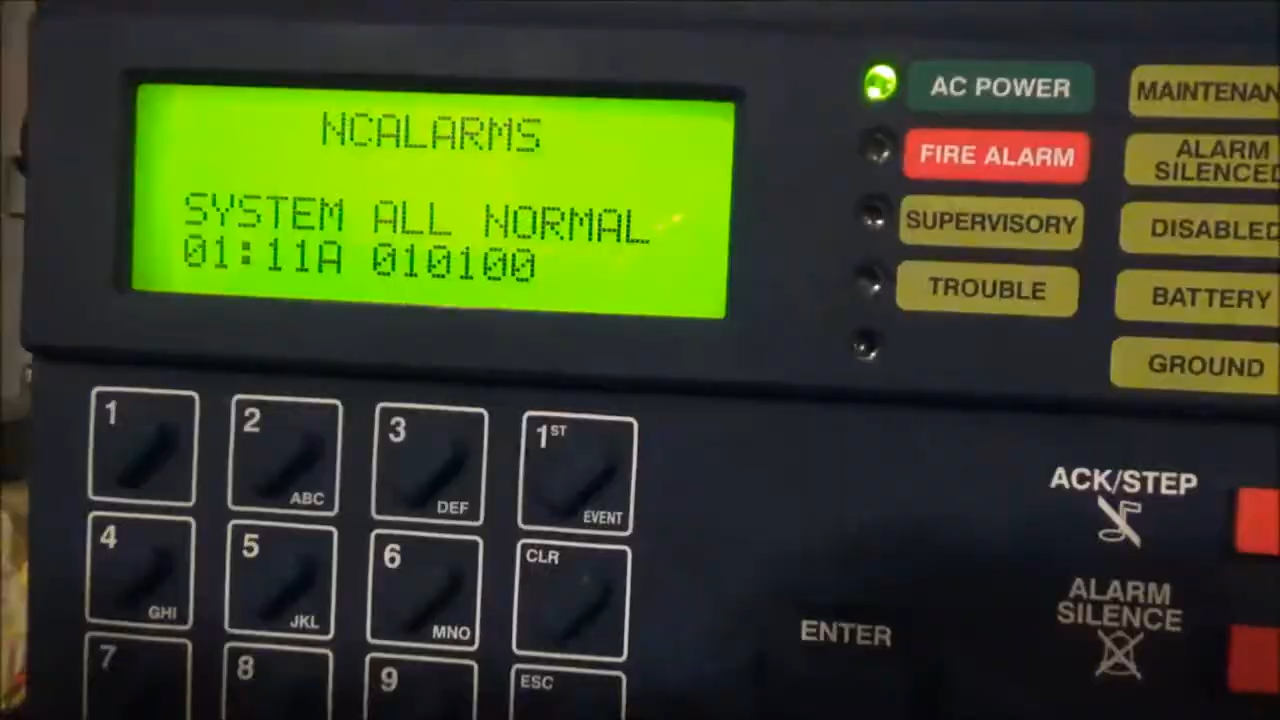 NCALARMS
SYSTEM ALL NORMAL
01:11A 010100
AC POWER
FIRE ALARM
SUPERVISORY
TROUBLE
ALARM
SILENCED
DISABLED
BATTERY
GROUND
1
2 ABC
3 DEF
1ST EVENT
4 GHI
5 JKL
6 MNO
CLR
7
8
9
ESC
ENTER
ACK/STEP
ALARM
SILENCE